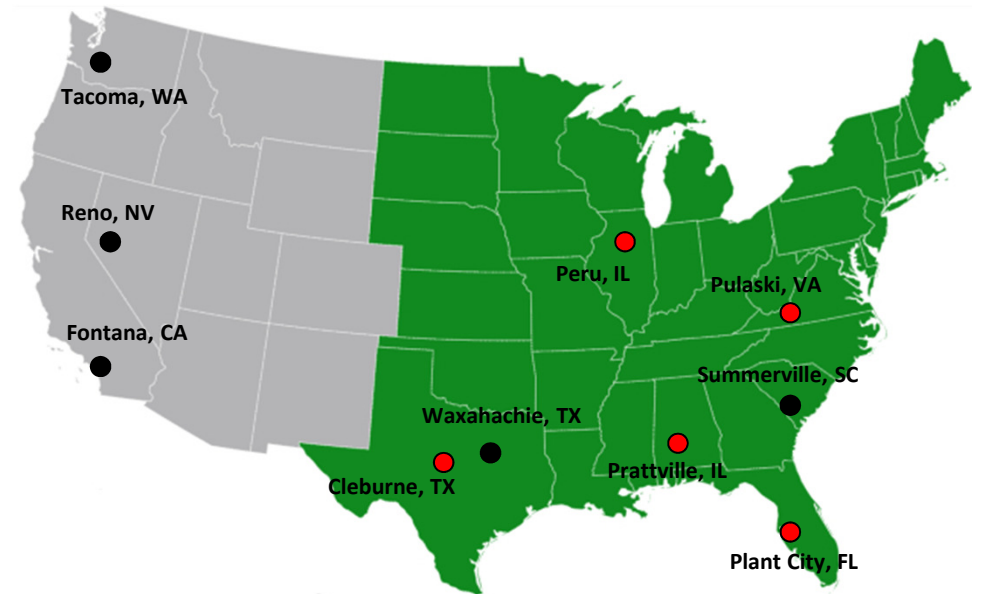 Tacoma, WA
Reno, NV
Peru, IL
Pulaski, VA
Fontana, CA
Summerville, SC
Waxahachie, TX
Prattville, IL
Cleburne, TX
Plant City, FL